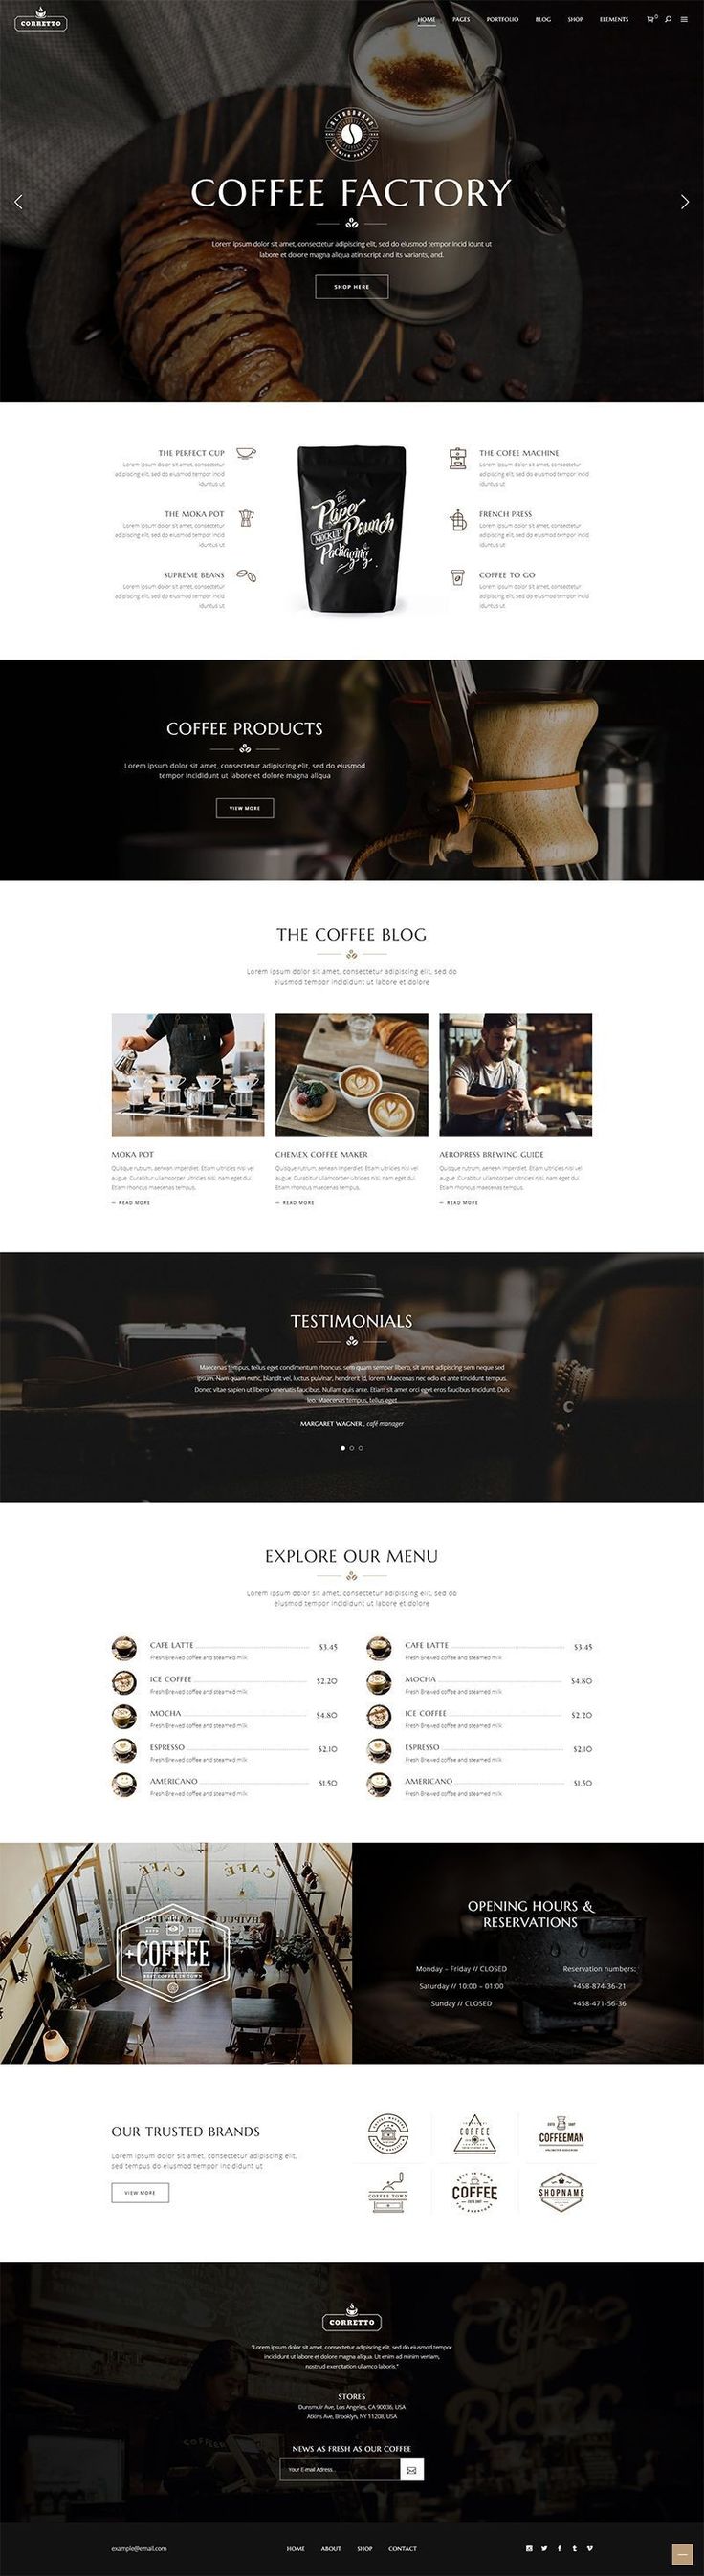 CORRETTO
HOME PAGES PORTFOLIO BLOG SHOP ELEMENTS
0
PREMIUM PRODUCT
COFFEE FACTORY
Lorem ipsum dolor sit amet, consectetur adipiscing elit, sed do eiusmod tempor incid idunt ut
labore et dolore magna aliqua atin script and its variants, and.
SHOP HERE
THE PERFECT CUP
Lorem ipsum dolor sit amet, consectetur
adipiscing elit, sed do eiusmod tempor incid
iduntus ut
THE MOKA POT
Lorem ipsum dolor sit amet, consectetur
adipiscing elit, sed do eiusmod tempor incid
iduntus ut
SUPREME BEANS
Lorem ipsum dolor sit amet, consectetur
adipiscing elit, sed do eiusmod tempor incid
iduntus ut
The
Paper
MOCKUP Pounch
Packaging
THE COFEE MACHINE
Lorem ipsum dolor sit amet, consectetur
adipiscing elit, sed do eiusmod tempor incid
iduntus ut
FRENCH PRESS
Lorem ipsum dolor sit amet, consectetur
adipiscing elit, sed do eiusmod tempor incid
iduntus ut
COFFEE TO GO
Lorem ipsum dolor sit amet, consectetur
adipiscing elit, sed do eiusmod tempor incid
iduntus ut
COFFEE PRODUCTS
Lorem ipsum dolor sit amet, consectetur adipiscing elit, sed do eiusmod
tempor incididunt ut labore et dolore magna aliqua
VIEW MORE
THE COFFEE BLOG
Lorem ipsum dolor sit amet, consectetur adipiscing elit, sed do
eiusmod tempor incididunt ut labore et dolore
MOKA POT
Quisque rutrum, aenean imperdiet. Etiam ultricies nisi vel
augue. Curabitur ullamcorper ultricies nisi, nam eget dui.
Etiam rhoncus maecenas tempus.
— READ MORE
CHEMEX COFFEE MAKER
Quisque rutrum, aenean imperdiet. Etiam ultricies nisi vel
augue. Curabitur ullamcorper ultricies nisi, nam eget dui.
Etiam rhoncus maecenas tempus.
— READ MORE
AEROPRESS BREWING GUIDE
Quisque rutrum, aenean imperdiet. Etiam ultricies nisi vel
augue. Curabitur ullamcorper ultricies nisi, nam eget dui.
Etiam rhoncus maecenas tempus.
— READ MORE
TESTIMONIALS
Maecenas tempus, tellus eget condimentum rhoncus, sem quam semper libero, sit amet adipiscing sem neque sed
ipsum. Nam quam nunc, blandit vel, luctus pulvinar, hendrerit id, lorem. Maecenas nec odio et ante tincidunt tempus.
Donec vitae sapien ut libero venenatis faucibus. Nullam quis ante. Etiam sit amet orci eget eros faucibus tincidunt. Duis
leo. Maecenas tempus, tellus eget
MARGARET WAGNER , café manager
EXPLORE OUR MENU
Lorem ipsum dolor sit amet, consectetur adipiscing elit, sed do
eiusmod tempor incididunt ut labore et dolore
CAFE LATTE $3.45
Fresh Brewed coffee and steamed milk
ICE COFFEE $2.20
Fresh Brewed coffee and steamed milk
MOCHA $4.80
Fresh Brewed coffee and steamed milk
ESPRESSO $2.10
Fresh Brewed coffee and steamed milk
AMERICANO $1.50
Fresh Brewed coffee and steamed milk
CAFE LATTE $3.45
Fresh Brewed coffee and steamed milk
MOCHA $4.80
Fresh Brewed coffee and steamed milk
ICE COFFEE $2.20
Fresh Brewed coffee and steamed milk
ESPRESSO $2.10
Fresh Brewed coffee and steamed milk
AMERICANO $1.50
Fresh Brewed coffee and steamed milk
CAFÉ CAFÉ
+COFFEE
BEST COFFEE IN TOWN
OPENING HOURS &
RESERVATIONS
Monday – Friday // CLOSED
Saturday // 10:00 – 01:00
Sunday // CLOSED
Reservation numbers:
+458-874-36-21
+458-471-56-36
OUR TRUSTED BRANDS
Lorem ipsum dolor sit amet, consectetur adipiscing elit,
sed tempus do eiusmod tempor incididunt ut
VIEW MORE
COFFEE
COFFEEMAN
COFFEE TOWN
BEST IN TOWN
COFFEE
SHOPNAME
CORRETTO
"Lorem ipsum dolor sit amet, consectetur adipiscing elit, sed do eiusmod tempor
incididunt ut labore et dolore magna aliqua. Ut enim ad minim veniam,
nostrud exercitation ullamco laboris."
STORES
Dunsmuir Ave, Los Angeles, CA 90036, USA
Atkins Ave, Brooklyn, NY 11208, USA
NEWS AS FRESH AS OUR COFFEE
Your E-mail Adress
example@email.com
HOME ABOUT SHOP CONTACT